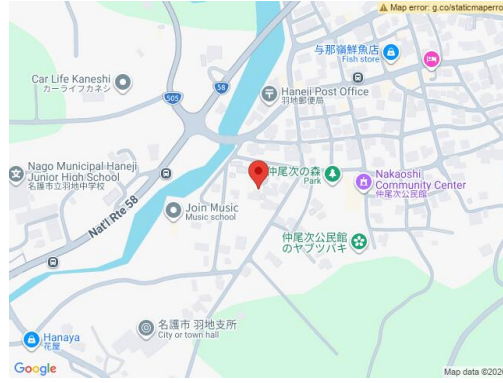 Map error: g.co/staticmaperro
与那嶺鮮魚店
Fish store
Car Life Kaneshi
カーライフカネシ
505
58
Haneji Post Office
羽地郵便局
Nago Municipal Haneji
Junior High School
名護市立羽地中学校
仲尾次の森
Park
Nakaoshi
Community Center
仲尾次公民館
Join Music
Music school
Nat'l Rte 58
仲尾次公民館
のヤブツバキ
名護市 羽地支所
City or town hall
Hanaya
花屋
Google
Map data ©202